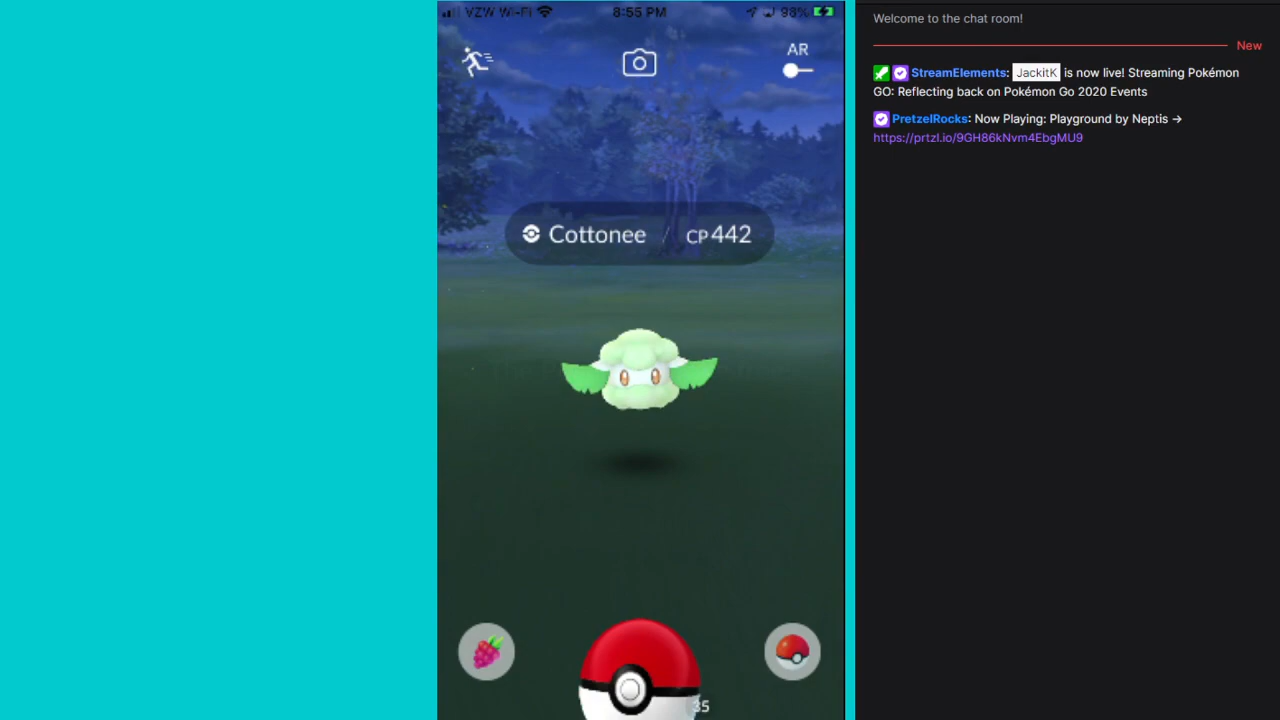 VZW Wi-Fi
8:55 PM
98%
AR
Cottonee / CP442
35
Welcome to the chat room!
New
StreamElements: JackitK is now live! Streaming Pokémon
GO: Reflecting back on Pokémon Go 2020 Events
PretzelRocks: Now Playing: Playground by Neptis →
https://prtzl.io/9GH86kNvm4EbgMU9